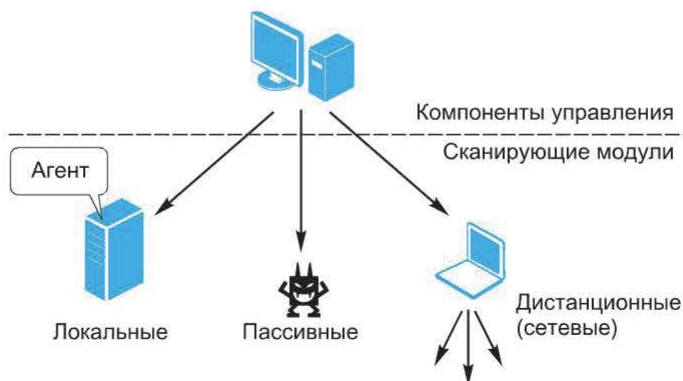 Компоненты управления
Сканирующие модули
Агент
Локальные
Пассивные
Дистанционные
(сетевые)